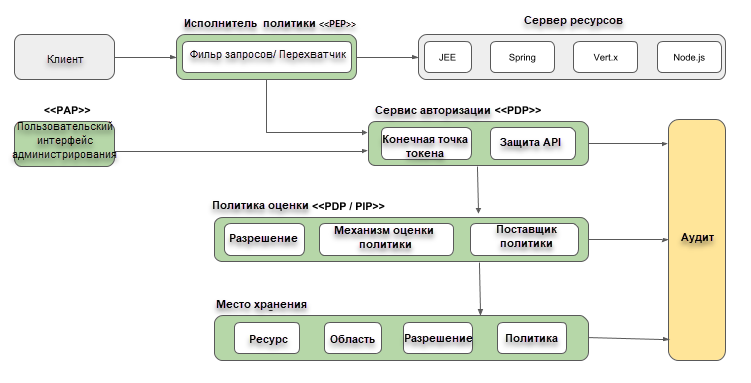 Исполнитель политики <<PEP>>
Сервер ресурсов
Клиент
Фильр запросов/ Перехватчик
JEE
Spring
Vert.x
Node.js
<<PAP>>
Пользовательский
интерфейс
администрирования
Сервис авторизации <<PDP>>
Конечная точка
токена
Защита API
Политика оценки <<PDP / PIP>>
Разрешение
Механизм оценки
политики
Поставщик
политики
Аудит
Место хранения
Ресурс
Область
Разрешение
Политика